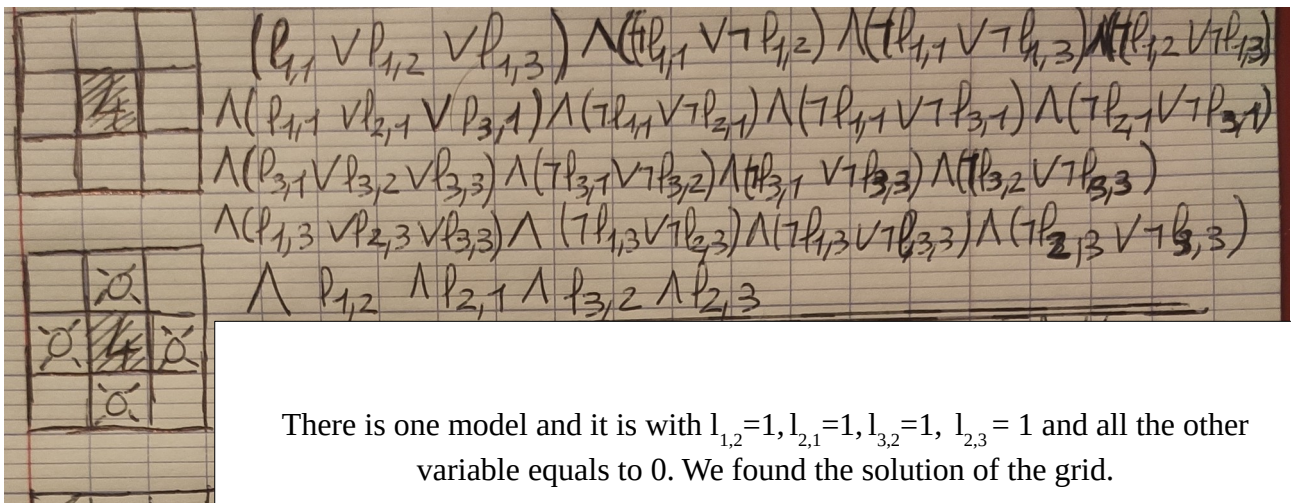 (l₁,₁ ∨ l₁,₂ ∨ l₁,₃) ∧ (¬l₁,₁ ∨ ¬l₁,₂) ∧ (¬l₁,₁ ∨ ¬l₁,₃) ∧ (¬l₁,₂ ∨ ¬l₁,₃)
4
∧ (l₁,₁ ∨ l₂,₁ ∨ l₃,₁) ∧ (¬l₁,₁ ∨ ¬l₂,₁) ∧ (¬l₁,₁ ∨ ¬l₃,₁) ∧ (¬l₂,₁ ∨ ¬l₃,₁)
∧ (l₃,₁ ∨ l₃,₂ ∨ l₃,₃) ∧ (¬l₃,₁ ∨ ¬l₃,₂) ∧ (¬l₃,₁ ∨ ¬l₃,₃) ∧ (¬l₃,₂ ∨ ¬l₃,₃)
∧ (l₁,₃ ∨ l₂,₃ ∨ l₃,₃) ∧ (¬l₁,₃ ∨ ¬l₂,₃) ∧ (¬l₁,₃ ∨ ¬l₃,₃) ∧ (¬l₂,₃ ∨ ¬l₃,₃)
∧ l₁,₂ ∧ l₂,₁ ∧ l₃,₂ ∧ l₂,₃
4
There is one model and it is with l₁,₂=1, l₂,₁=1, l₃,₂=1, l₂,₃ = 1 and all the other
variable equals to 0. We found the solution of the grid.